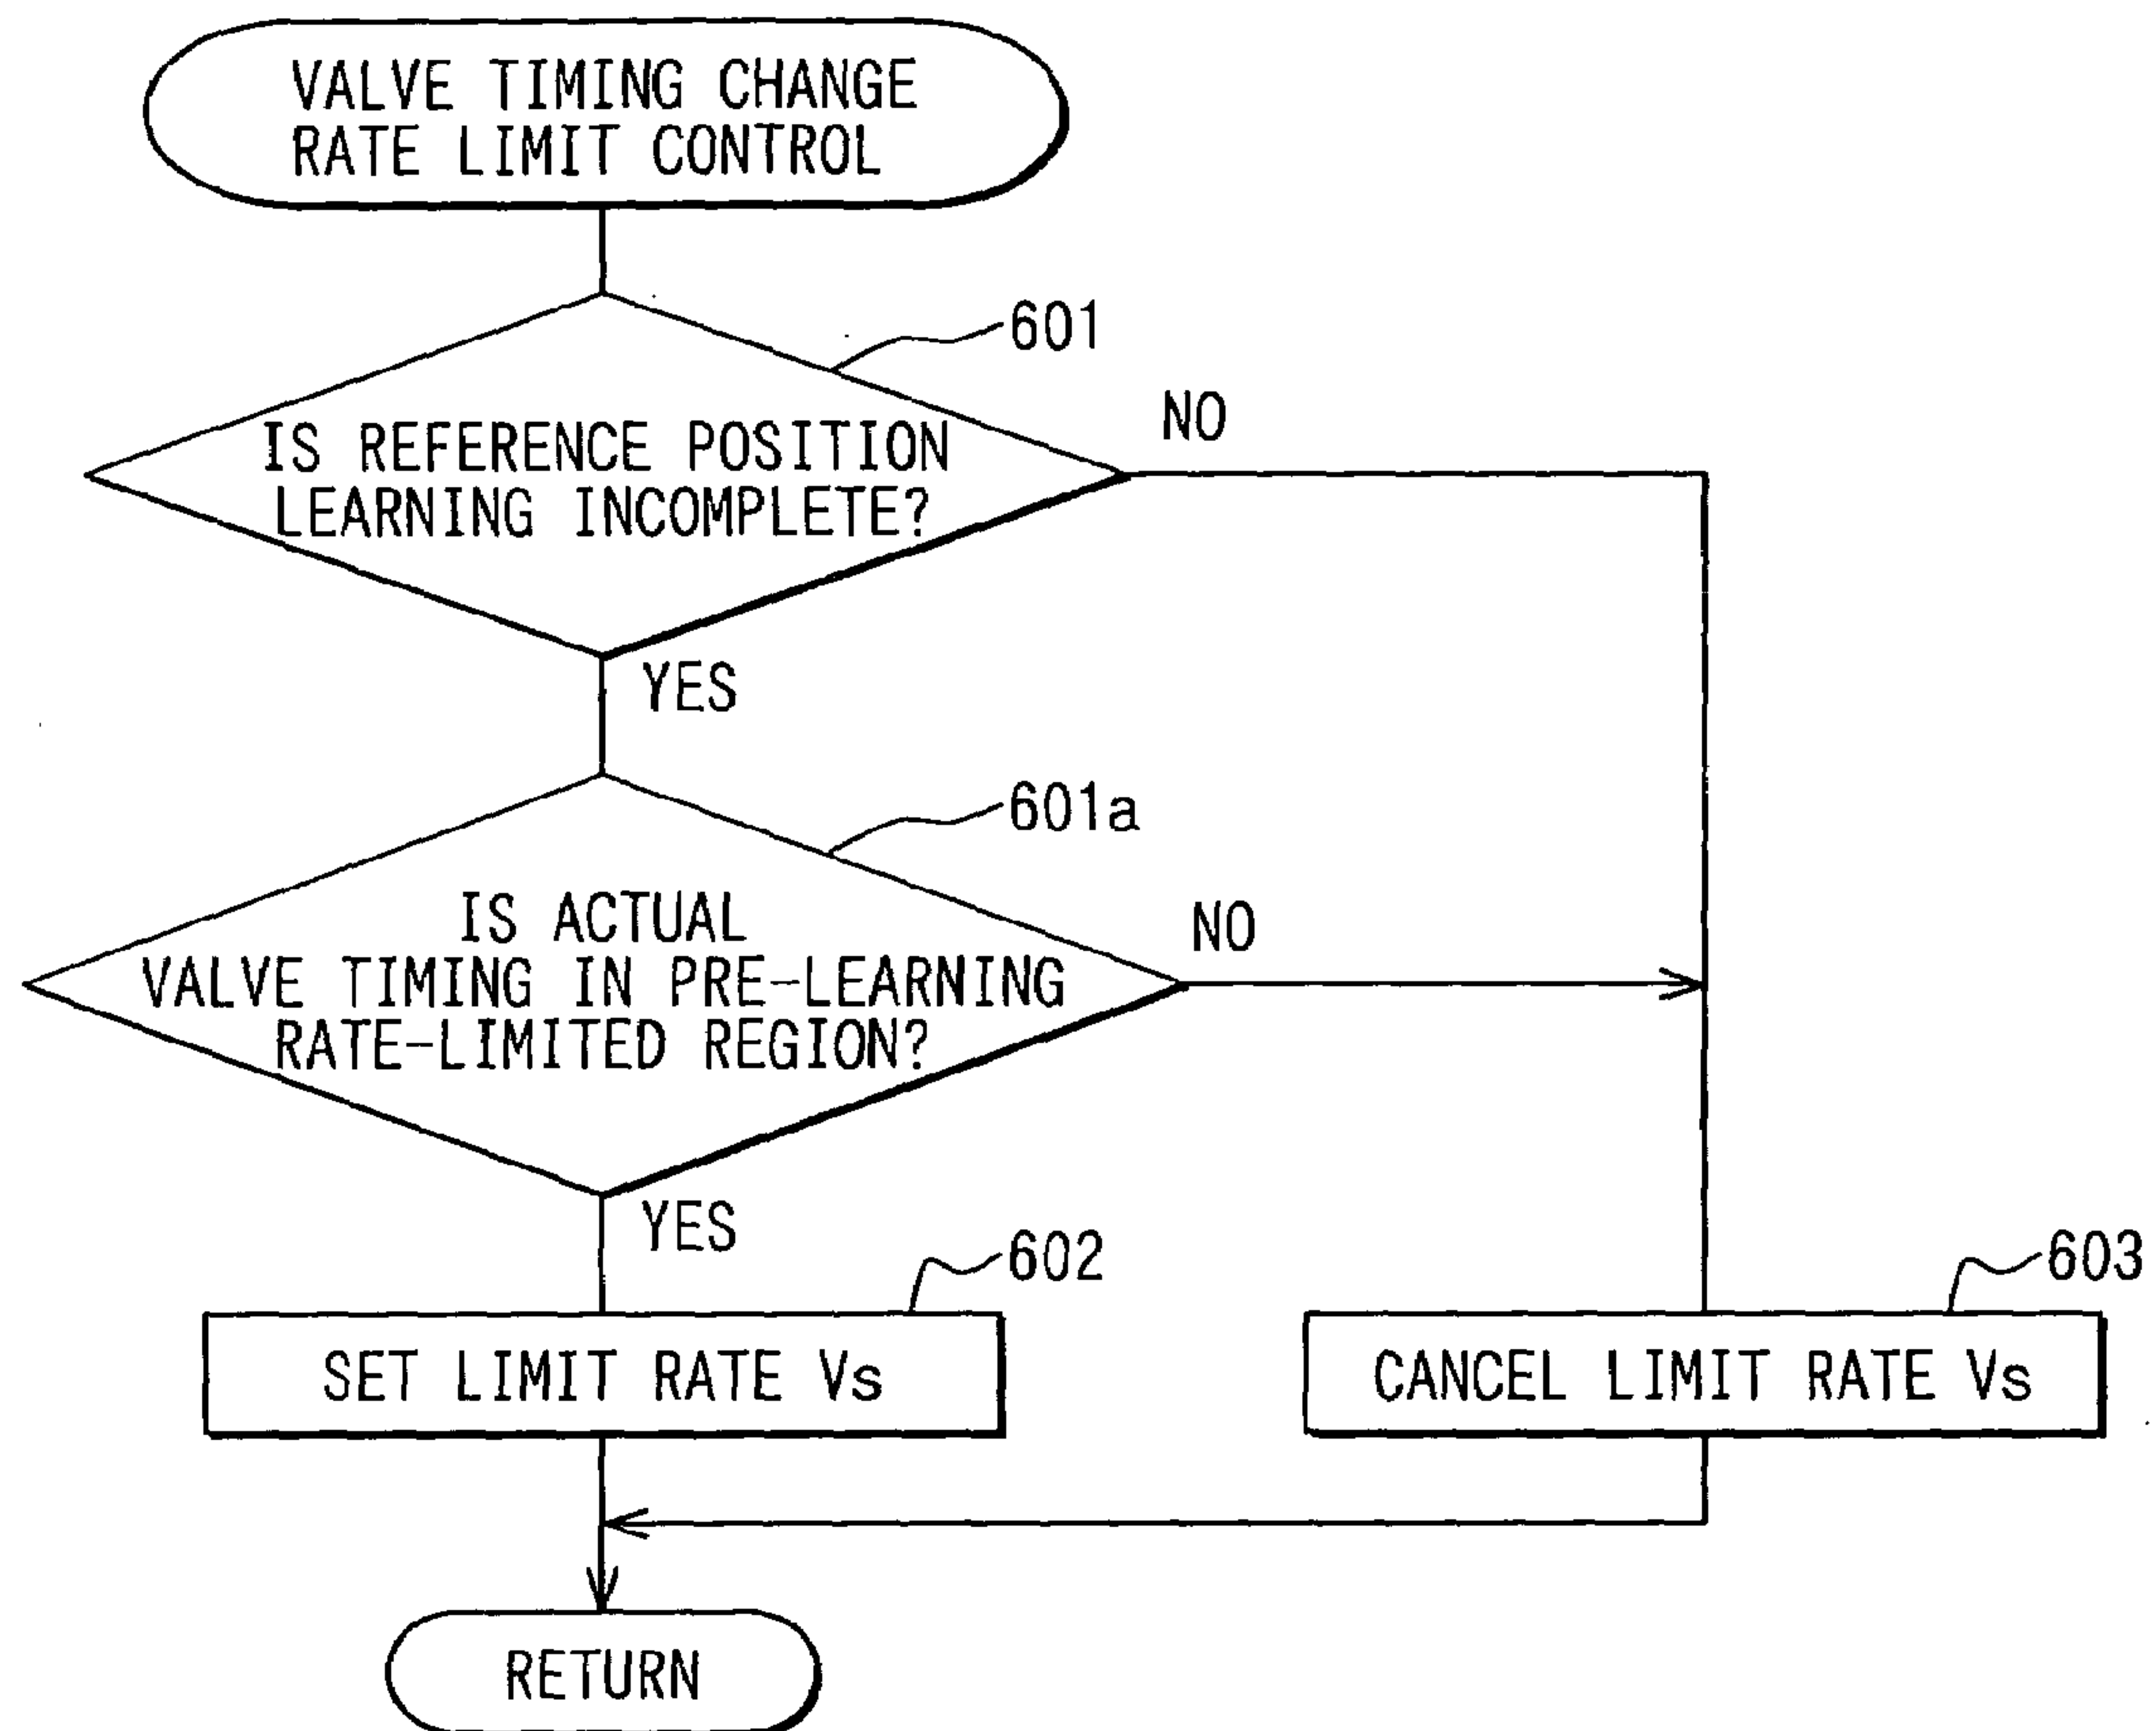 VALVE TIMING CHANGE
RATE LIMIT CONTROL
601
IS REFERENCE POSITION
LEARNING INCOMPLETE?
NO
YES
601a
IS ACTUAL
VALVE TIMING IN PRE-LEARNING
RATE-LIMITED REGION?
NO
YES
602
SET LIMIT RATE Vs
603
CANCEL LIMIT RATE Vs
RETURN